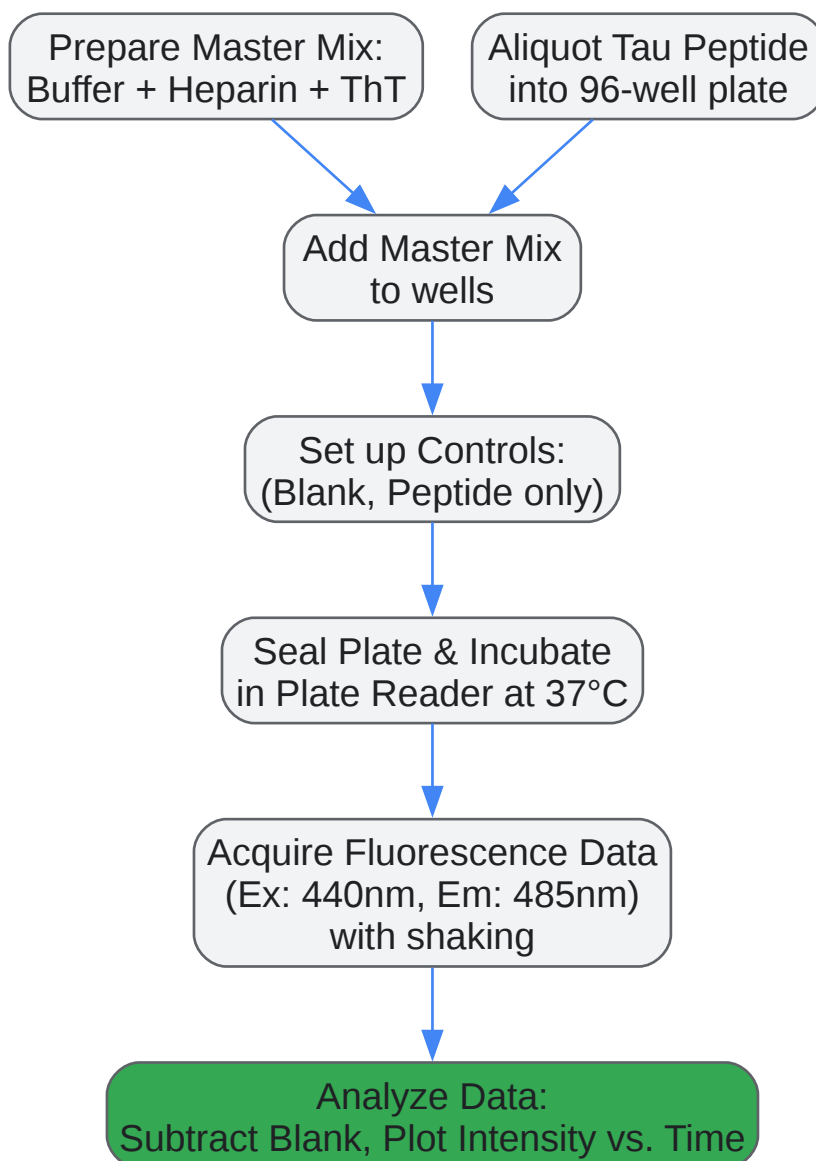 Prepare Master Mix:
Buffer + Heparin + ThT
Aliquot Tau Peptide
into 96-well plate
Add Master Mix
to wells
Set up Controls:
(Blank, Peptide only)
Seal Plate & Incubate
in Plate Reader at 37°C
Acquire Fluorescence Data
(Ex: 440nm, Em: 485nm)
with shaking
Analyze Data:
Subtract Blank, Plot Intensity vs. Time